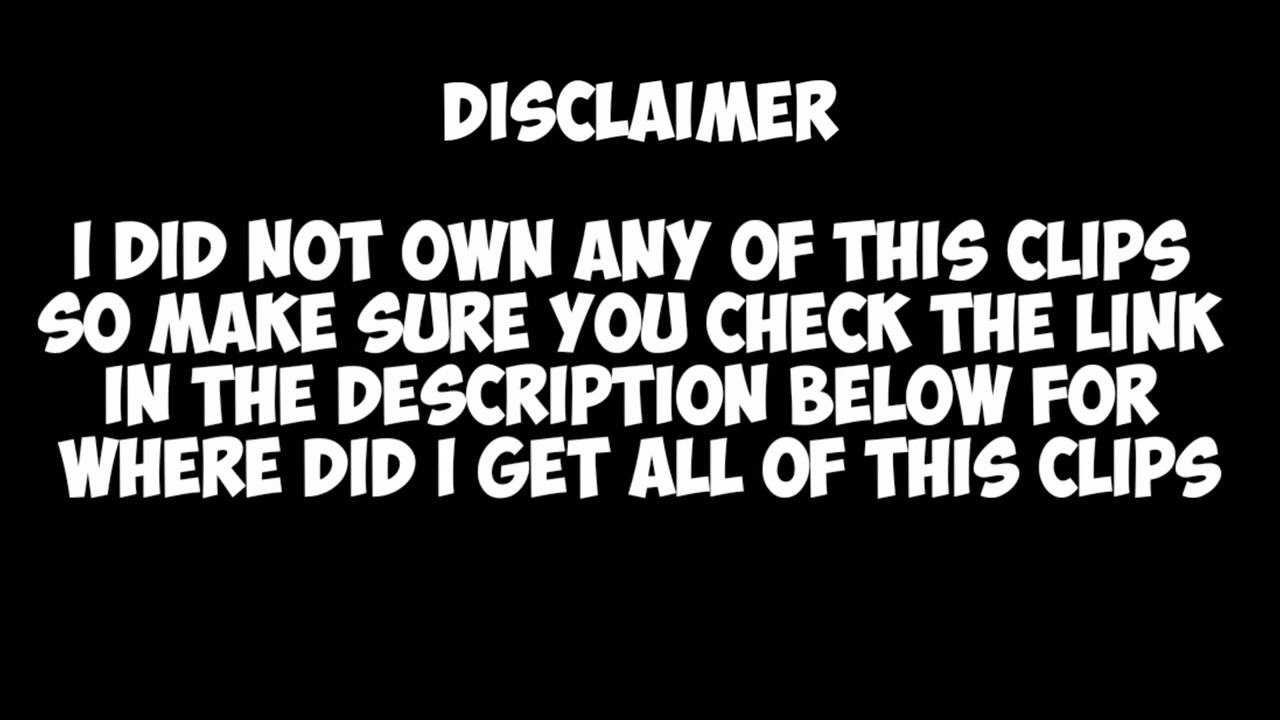 DISCLAIMER
I DID NOT OWN ANY OF THIS CLIPS
SO MAKE SURE YOU CHECK THE LINK
IN THE DESCRIPTION BELOW FOR
WHERE DID I GET ALL OF THIS CLIPS